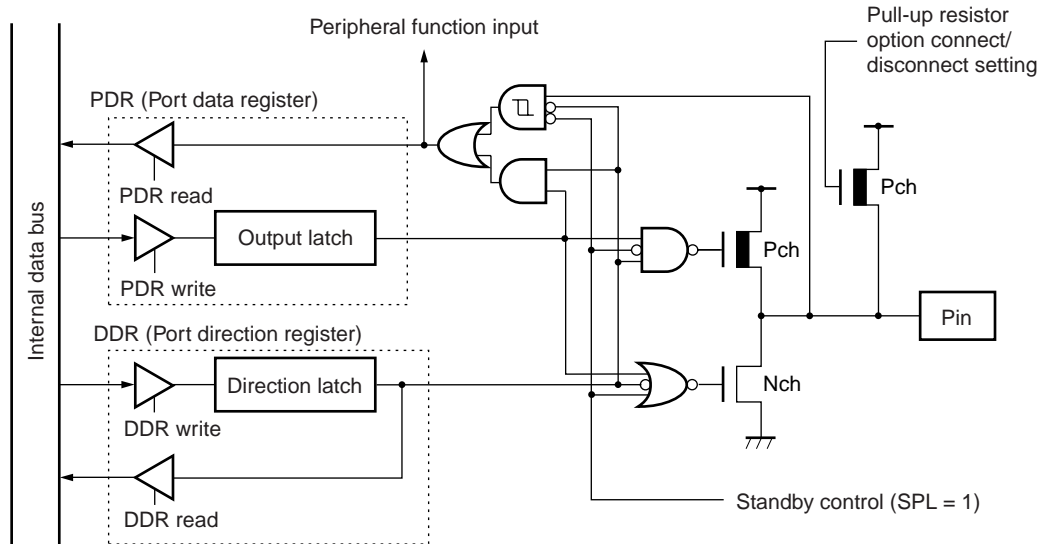 Peripheral function input
Pull-up resistor
option connect/
disconnect setting
PDR (Port data register)
Pch
PDR read
Output latch
Pch
PDR write
Internal data bus
Pin
DDR (Port direction register)
Direction latch
Nch
DDR write
Standby control (SPL = 1)
DDR read